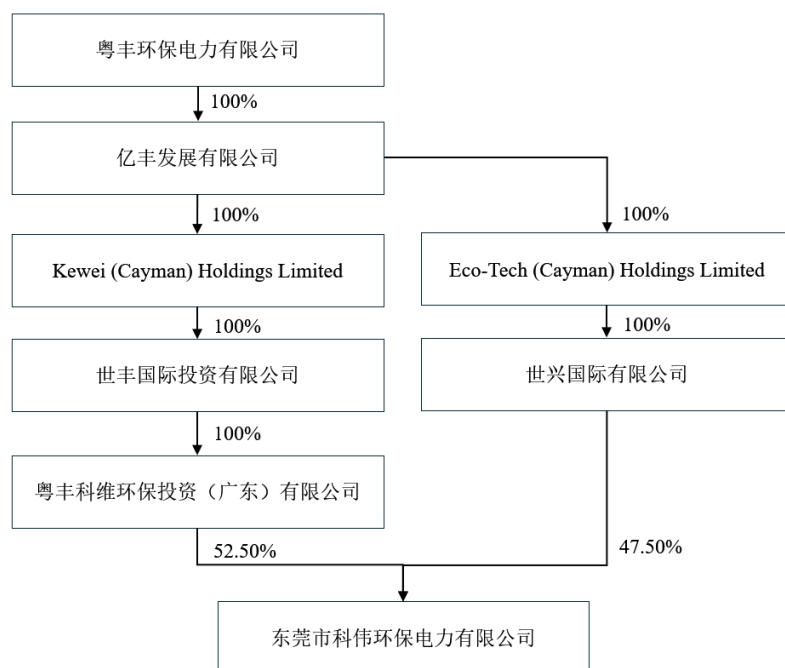 粤丰环保电力有限公司
100%
亿丰发展有限公司
100%
100%
Kewei (Cayman) Holdings Limited
Eco-Tech (Cayman) Holdings Limited
100%
100%
世丰国际投资有限公司
世兴国际有限公司
100%
粤丰科维环保投资（广东）有限公司
52.50%
47.50%
东莞市科伟环保电力有限公司